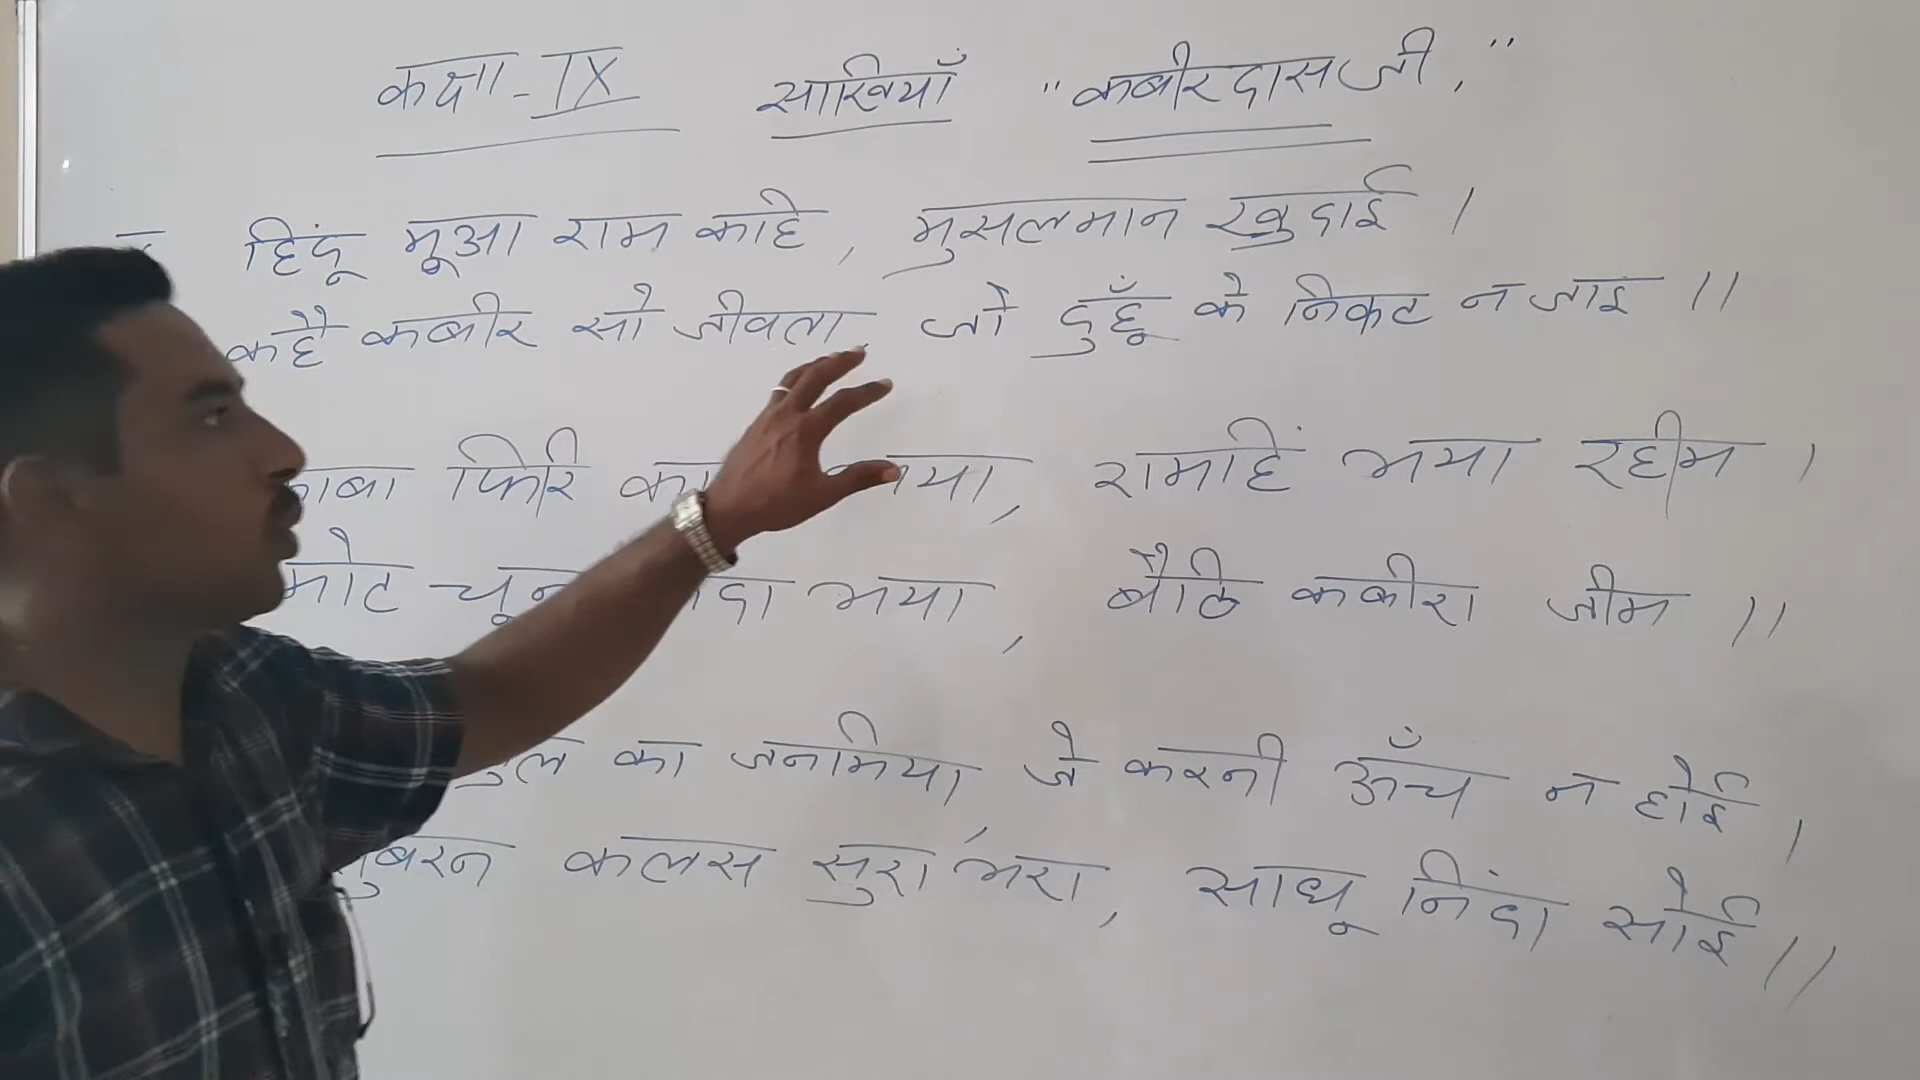 कक्षा - IX साखियाँ "कबीरदास जी,"
हिंदू मूआ राम काहे, मुसलमान खुदाई ।
कहै कबीर सो जीवता, जो दुहूँ के निकट न जाइ ॥
फिरि रामहिं भया रहीम ।
मोट चून भया, बैठि कबीरा जीम ॥
का जनमिया, जे करनी ऊँच न होई,
सुबरन कलस सुरा भरा, साधू निंदा सोई ॥